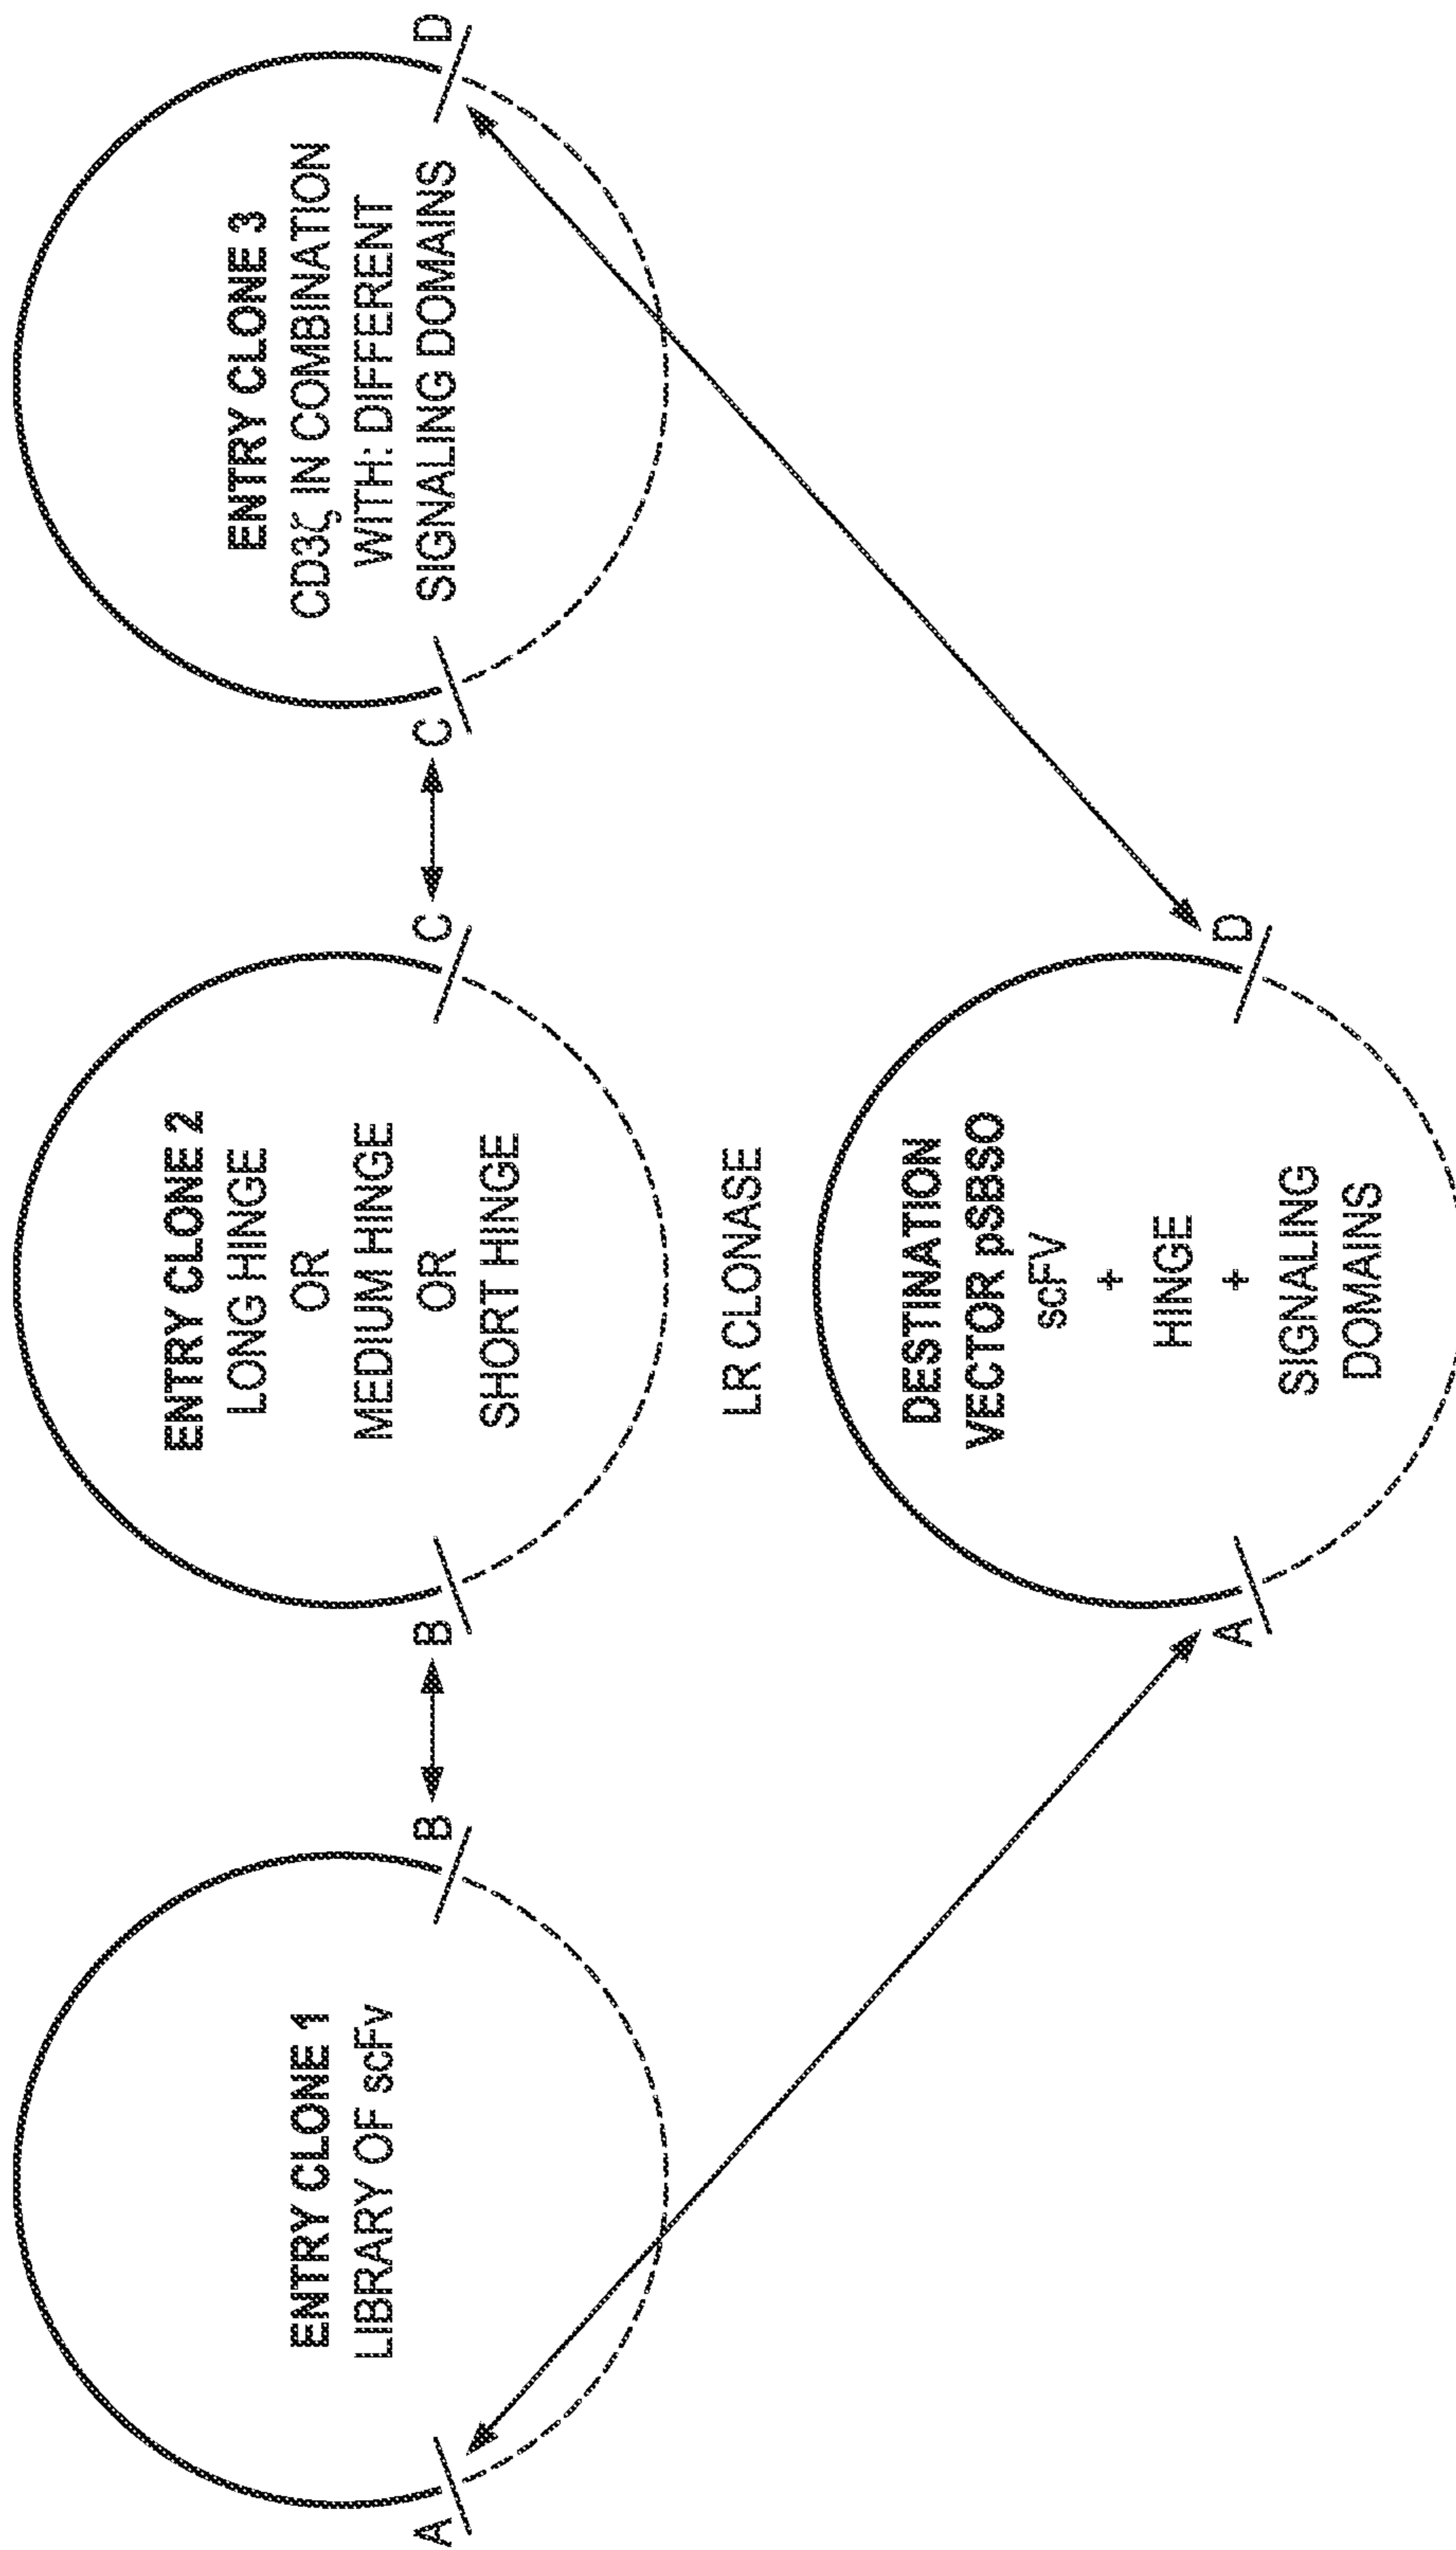 ENTRY CLONE 1
LIBRARY OF scFv
A
B
ENTRY CLONE 2
LONG HINGE
OR
MEDIUM HINGE
OR
SHORT HINGE
B
C
ENTRY CLONE 3
CD3ζ IN COMBINATION
WITH: DIFFERENT
SIGNALING DOMAINS
C
D
LR CLONASE
DESTINATION
VECTOR pSBSO
scFV
+
HINGE
+
SIGNALING
DOMAINS
A
D